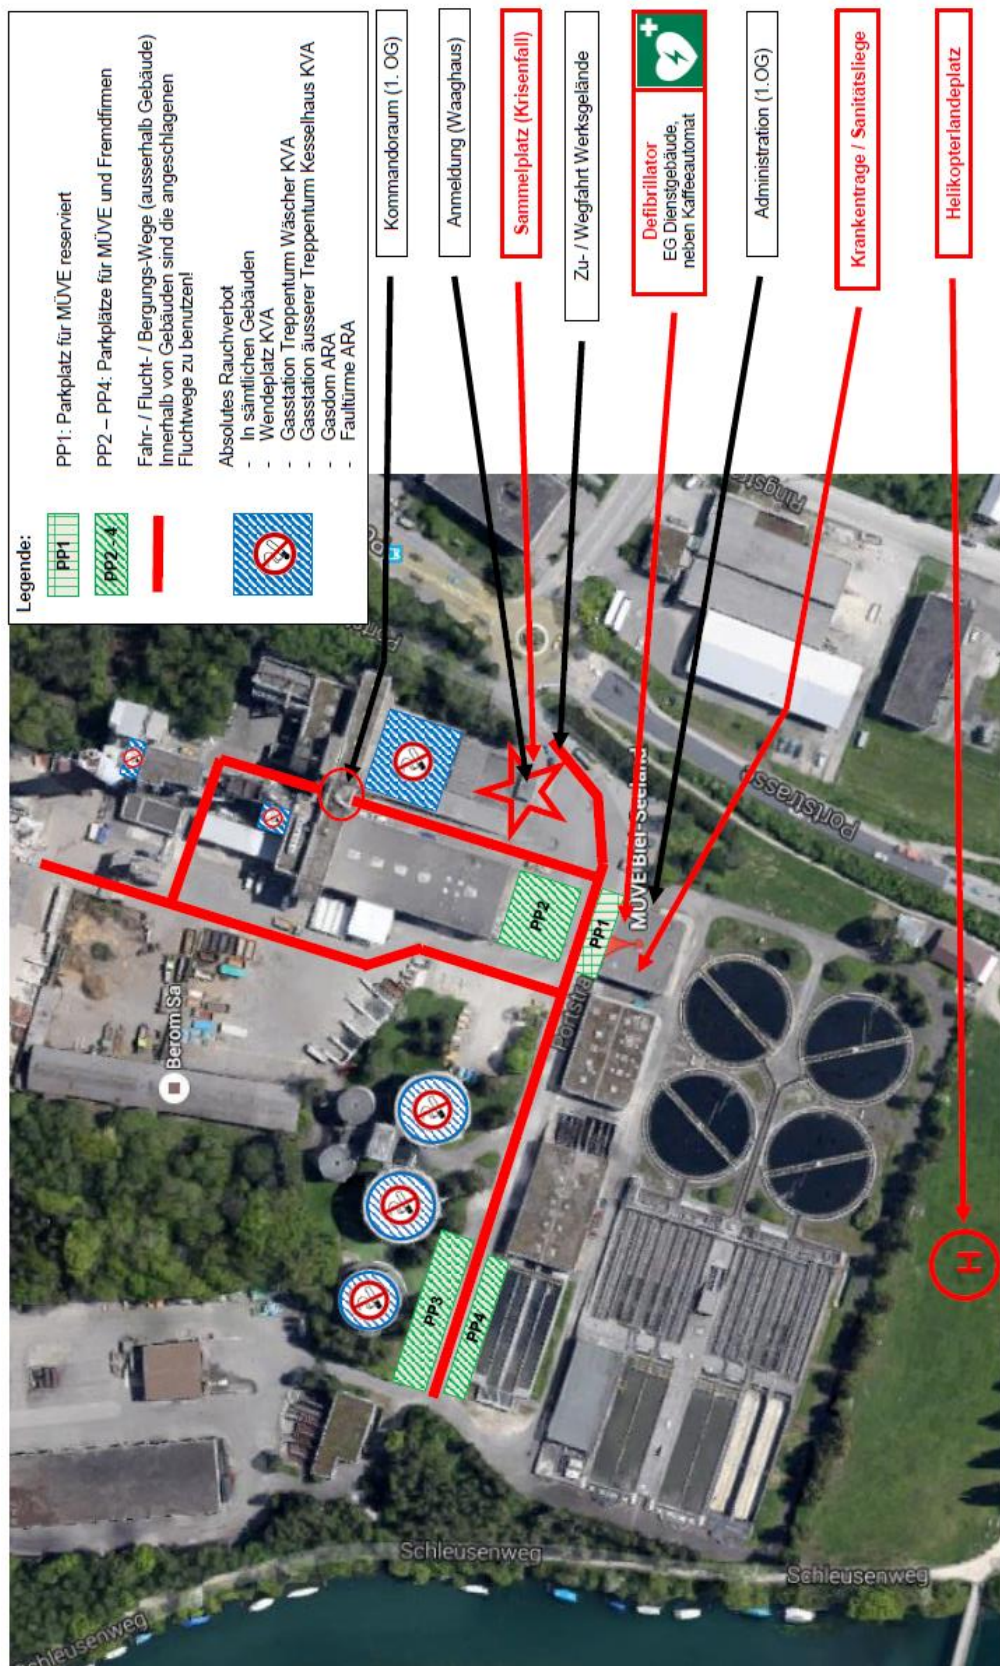 Legende:
PP1
PP1: Parkplatz für MÜVE reserviert
PP2 - 4
PP2 – PP4: Parkplätze für MÜVE und Fremdfirmen
Fahr- / Flucht- / Bergungs-Wege (ausserhalb Gebäude)
Innerhalb von Gebäuden sind die angeschlagenen
Fluchtwege zu benutzen!
Absolutes Rauchverbot
- In sämtlichen Gebäuden
- Wendeplatz KVA
- Gasstation Treppenturm Wäscher KVA
- Gasstation äusserer Treppenturm Kesselhaus KVA
- Gasdom ARA
- Faultürme ARA
Kommandoraum (1. OG)
Anmeldung (Waaghaus)
Sammelplatz (Krisenfall)
Zu- / Wegfahrt Werksgelände
Defibrillator
EG Dienstgebäude,
neben Kaffeeautomat
Administration (1.OG)
Krankentrage / Sanitätsliege
Helikopterlandeplatz
Berom Sa
PP2
PP1
PP3
PP4
MÜVE Biel-Seeland
Portstrasse
Portstra
Ringst
H
Schleusenweg
Schleusenweg
Schleusenweg